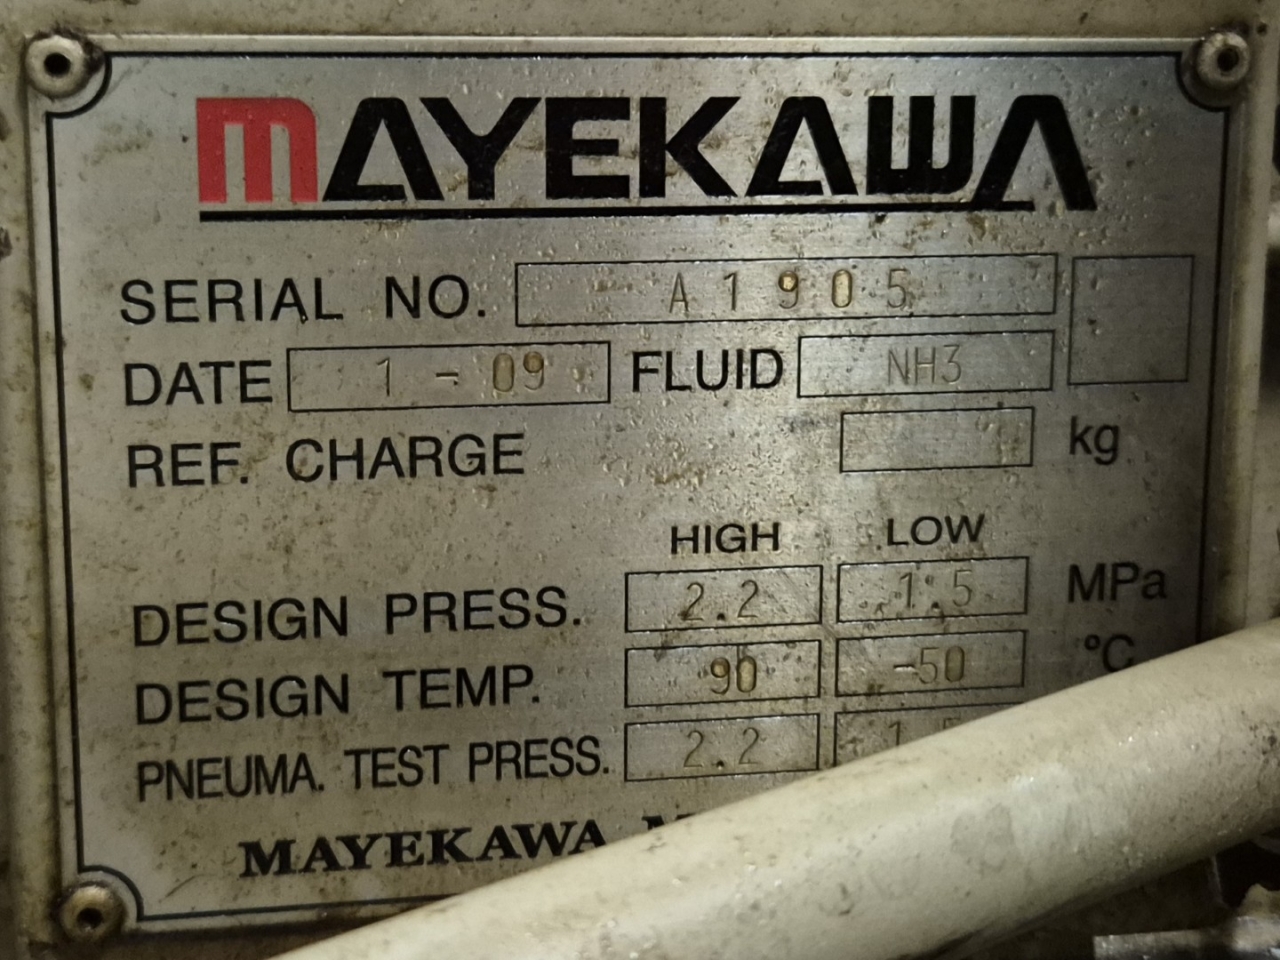 MAYEKAWA
SERIAL NO. A1905
DATE 1 - 09 FLUID NH3
REF. CHARGE kg
HIGH LOW
DESIGN PRESS. 2.2 1.5 MPa
DESIGN TEMP. 90 -50 °C
PNEUMA. TEST PRESS. 2.2
MAYEKAWA